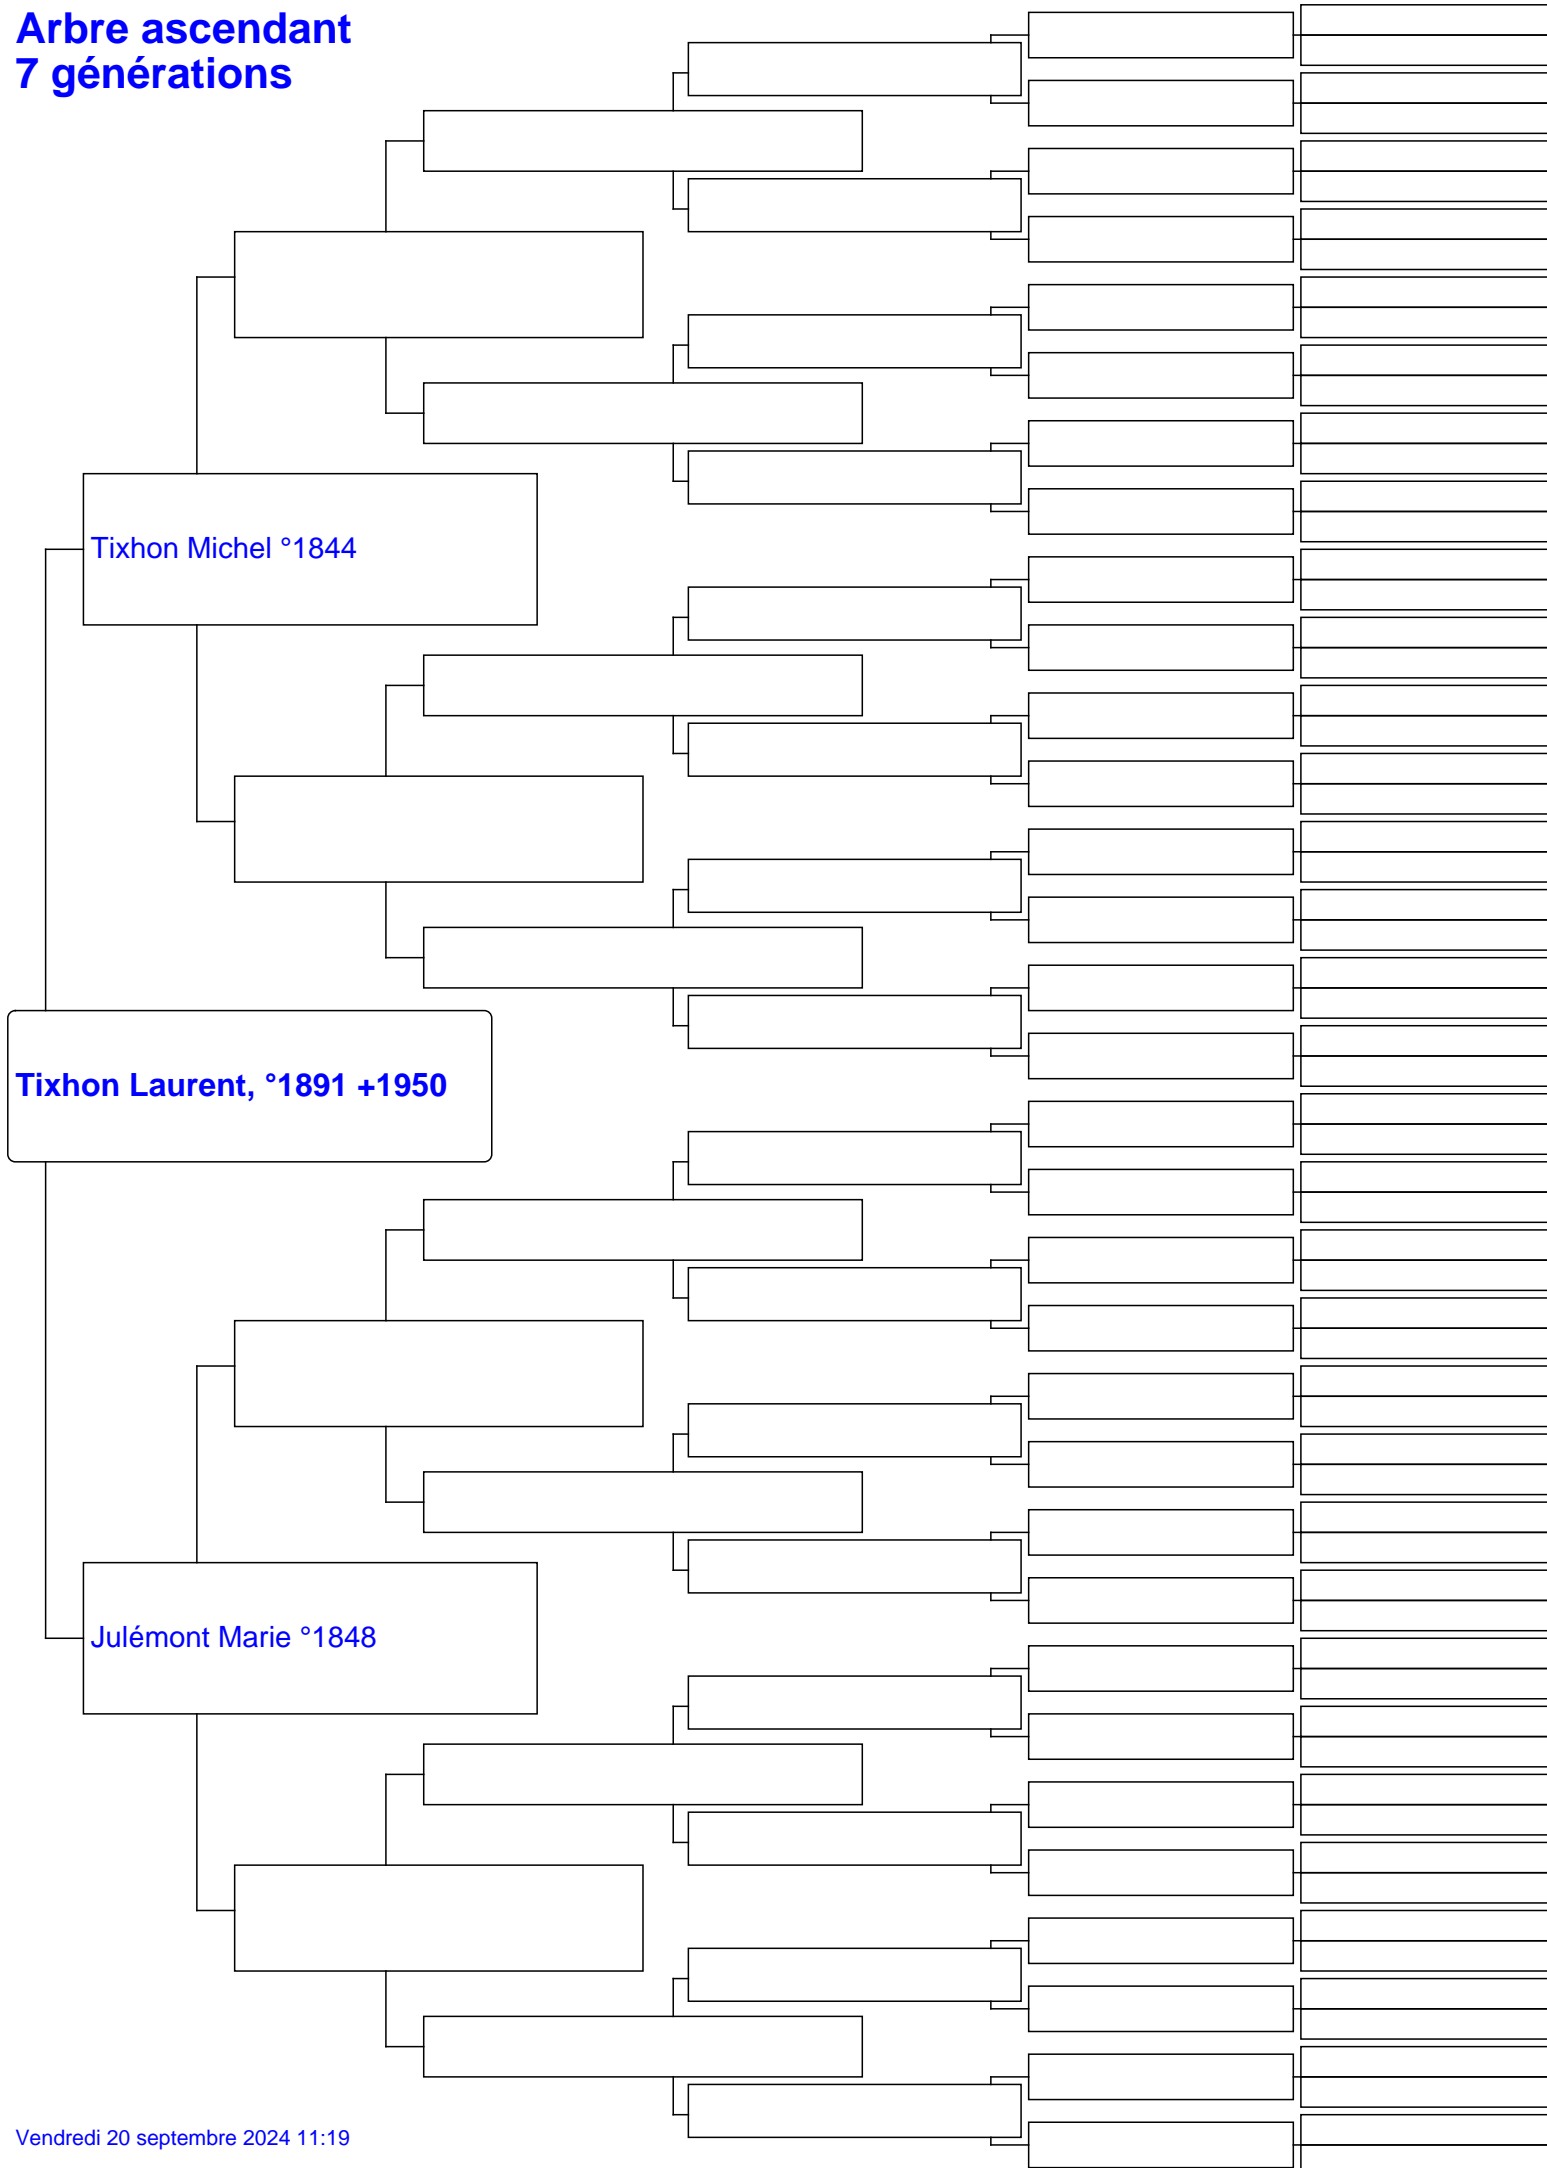 Arbre ascendant
7 générations
Tixhon Michel °1844
Tixhon Laurent, °1891 +1950
Julémont Marie °1848
Vendredi 20 septembre 2024 11:19